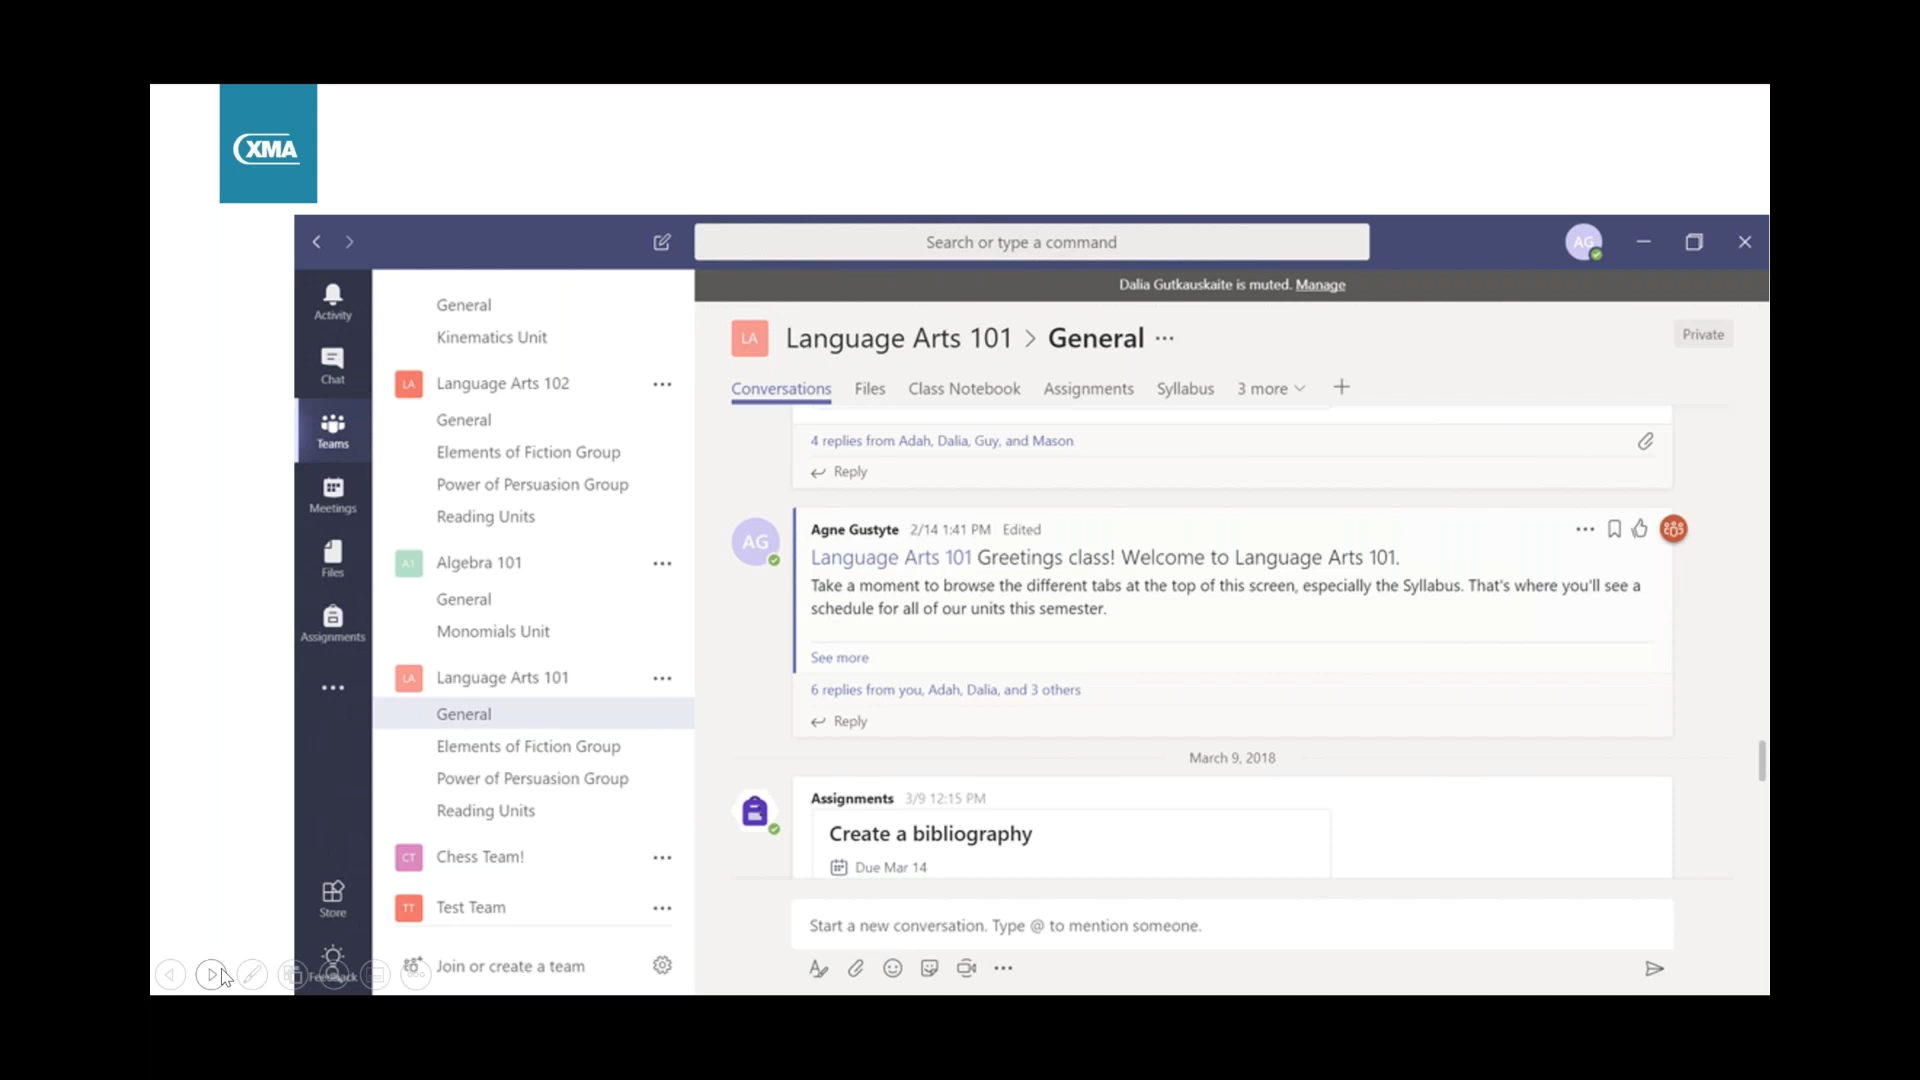 XMA
Search or type a command
AG
Dalia Gutkauskaite is muted. Manage
Activity
Chat
Teams
Meetings
Files
Assignments
Store
Feedback
General
Kinematics Unit
LA Language Arts 102
General
Elements of Fiction Group
Power of Persuasion Group
Reading Units
A1 Algebra 101
General
Monomials Unit
LA Language Arts 101
General
Elements of Fiction Group
Power of Persuasion Group
Reading Units
CT Chess Team!
TT Test Team
Join or create a team
LA Language Arts 101 > General
Private
Conversations Files Class Notebook Assignments Syllabus 3 more
4 replies from Adah, Dalia, Guy, and Mason
Reply
AG
Agne Gustyte 2/14 1:41 PM Edited
Language Arts 101 Greetings class! Welcome to Language Arts 101.
Take a moment to browse the different tabs at the top of this screen, especially the Syllabus. That's where you'll see a
schedule for all of our units this semester.
See more
6 replies from you, Adah, Dalia, and 3 others
Reply
March 9, 2018
Assignments 3/9 12:15 PM
Create a bibliography
Due Mar 14
Start a new conversation. Type @ to mention someone.